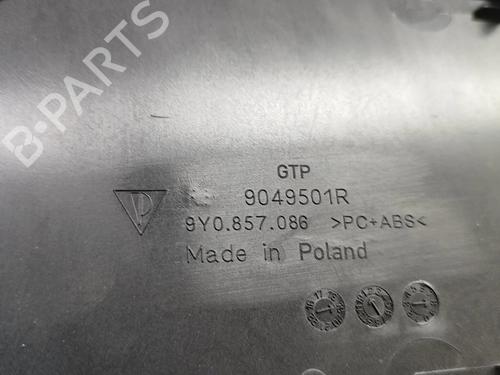 B-PARTS
GTP
9049501R
9Y0.857.086 >PC+ABS<
Made in Poland